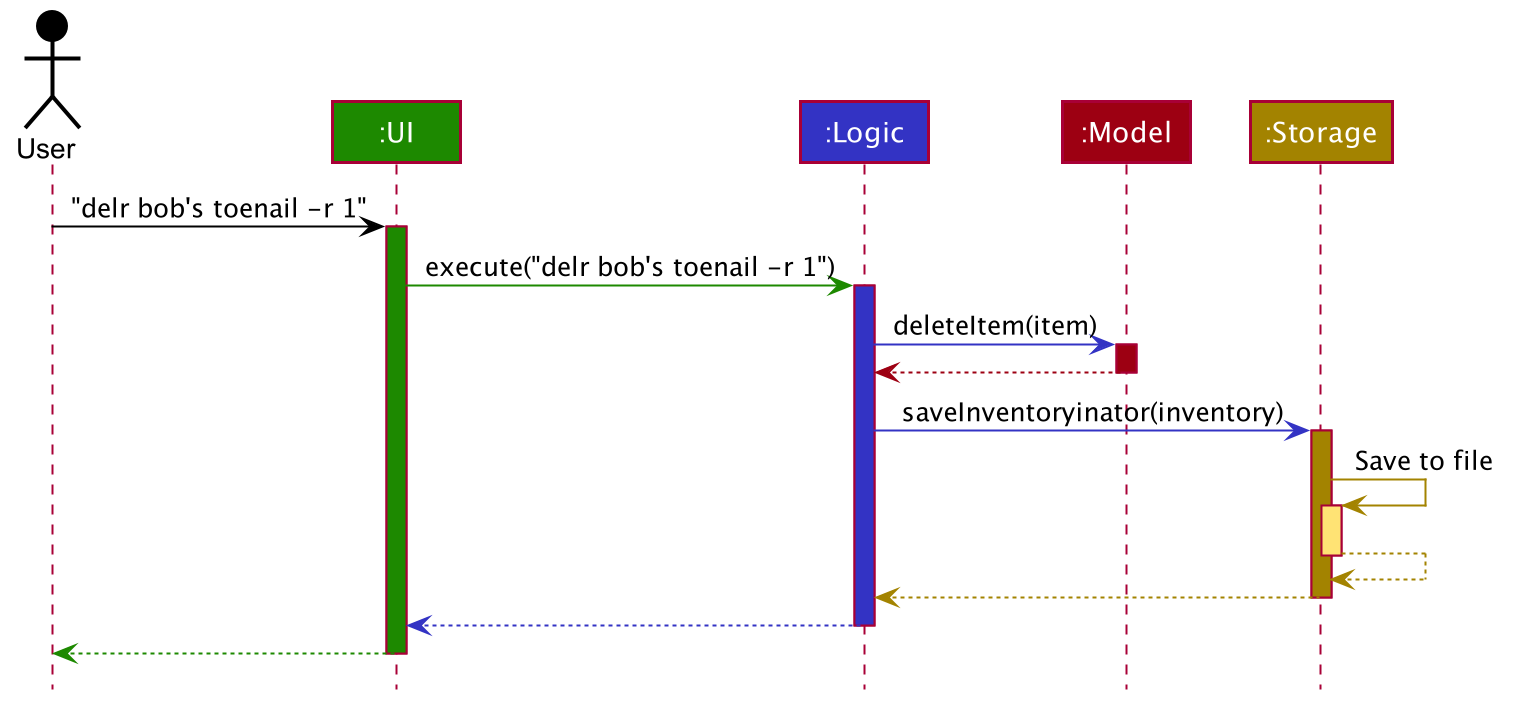 User
:UI
:Logic
:Model
:Storage
"delr bob's toenail -r 1"
execute("delr bob's toenail -r 1")
deleteItem(item)
saveInventoryinator(inventory)
Save to file